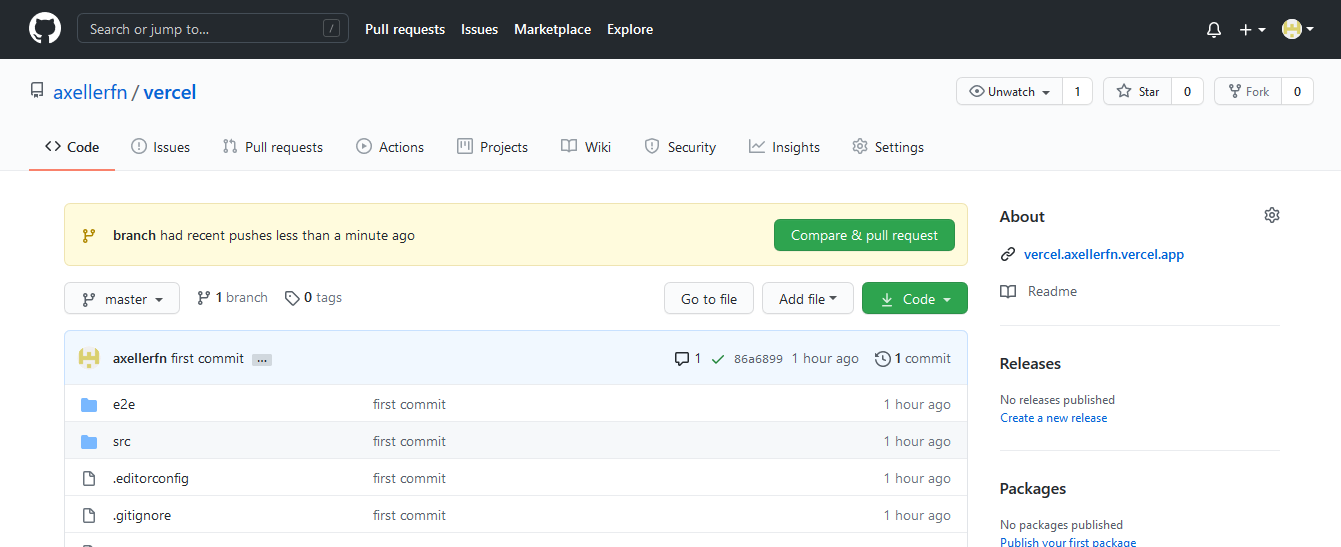 Search or jump to... /
Pull requests Issues Marketplace Explore
axellerfn / vercel
Unwatch 1 Star 0 Fork 0
Code Issues Pull requests Actions Projects Wiki Security Insights Settings
branch had recent pushes less than a minute ago Compare & pull request
master 1 branch 0 tags Go to file Add file Code
axellerfn first commit ... 1 86a6899 1 hour ago 1 commit
e2e first commit 1 hour ago
src first commit 1 hour ago
.editorconfig first commit 1 hour ago
.gitignore first commit 1 hour ago
About
vercel.axellerfn.vercel.app
Readme
Releases
No releases published
Create a new release
Packages
No packages published
Publish your first package